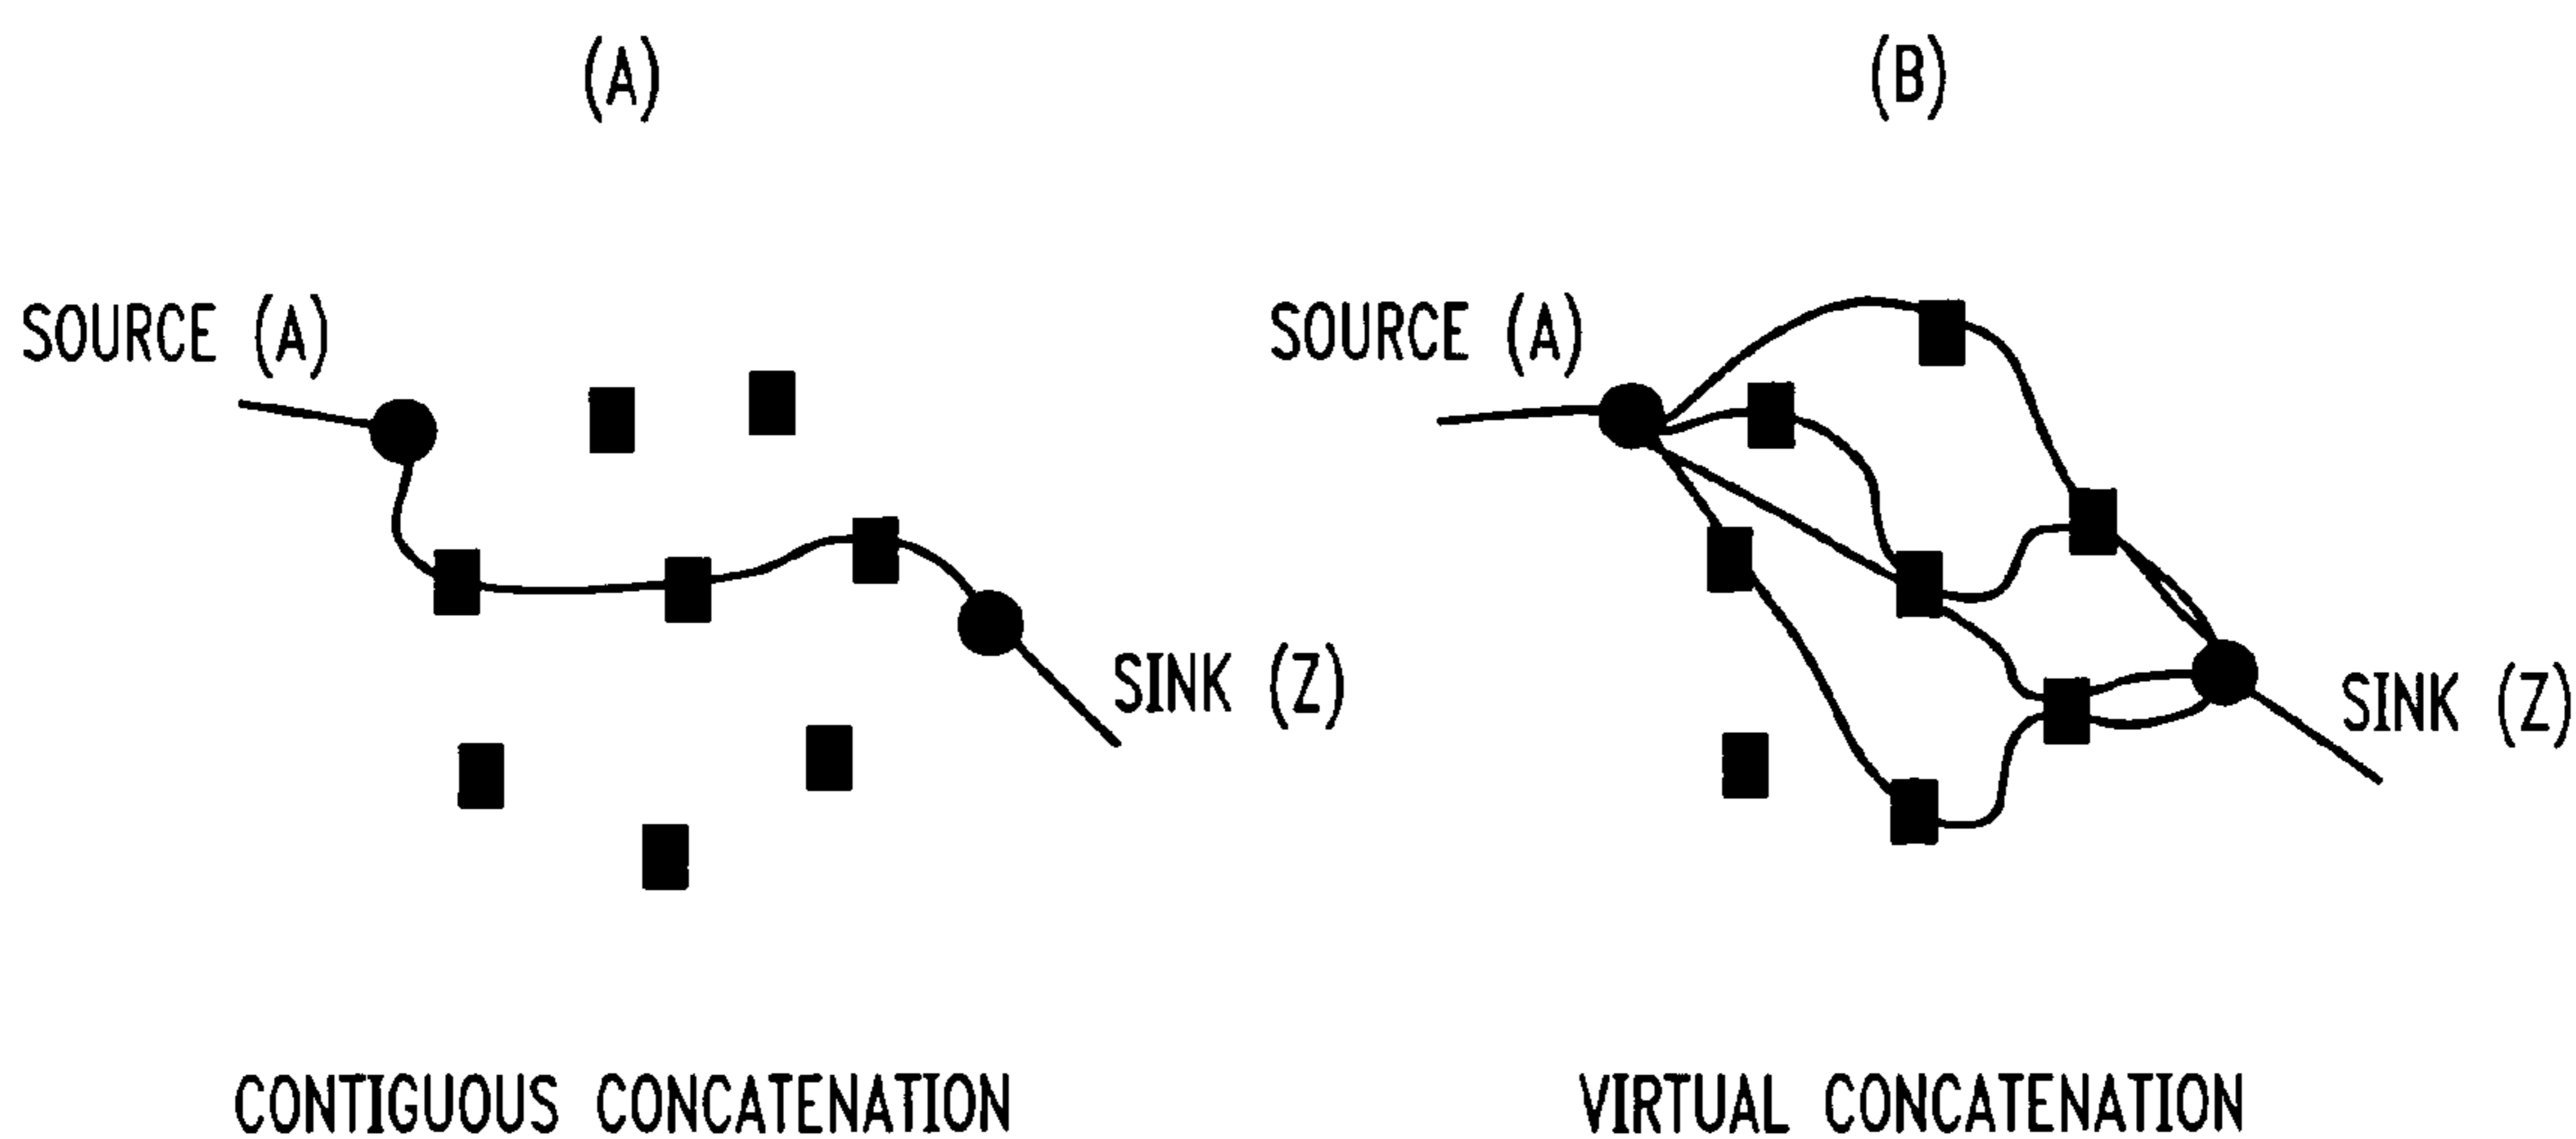 (A)
(B)
SOURCE (A)
SOURCE (A)
SINK (Z)
SINK (Z)
CONTIGUOUS CONCATENATION
VIRTUAL CONCATENATION